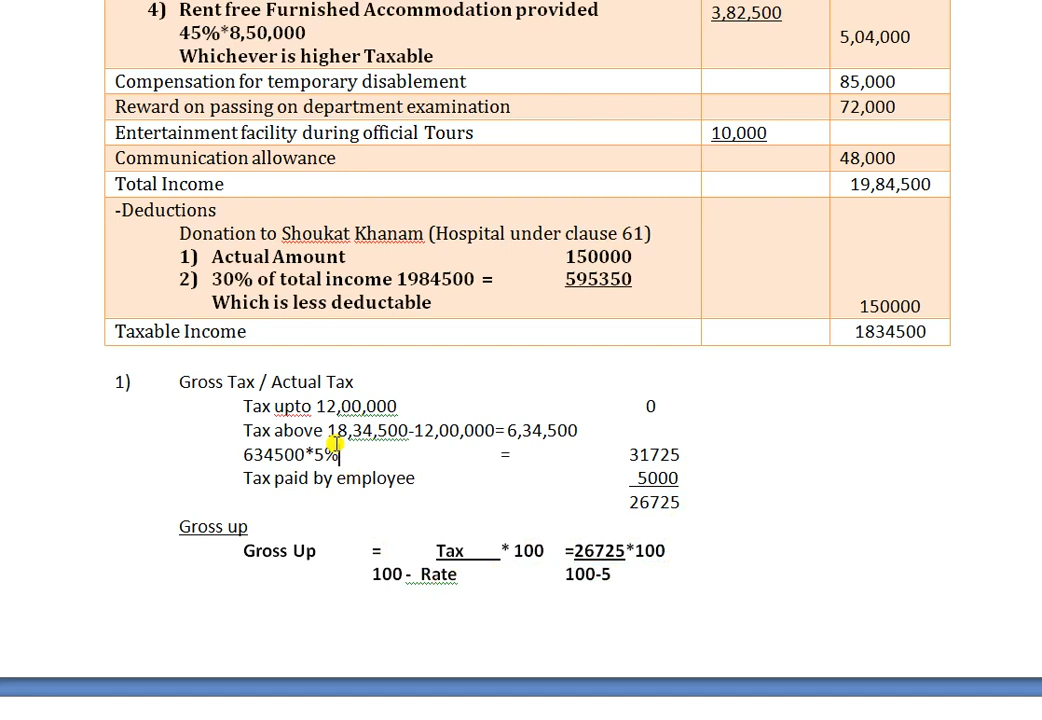 4) Rent free Furnished Accommodation provided 3,82,500
45%*8,50,000 5,04,000
Whichever is higher Taxable
Compensation for temporary disablement 85,000
Reward on passing on department examination 72,000
Entertainment facility during official Tours 10,000
Communication allowance 48,000
Total Income 19,84,500
-Deductions
Donation to Shoukat Khanam (Hospital under clause 61)
1) Actual Amount 150000
2) 30% of total income 1984500 = 595350
Which is less deductable 150000
Taxable Income 1834500
1) Gross Tax / Actual Tax
Tax upto 12,00,000 0
Tax above 18,34,500-12,00,000=6,34,500
634500*5% = 31725
Tax paid by employee 5000
26725
Gross up
Gross Up = Tax * 100 =26725*100
100 - Rate 100-5